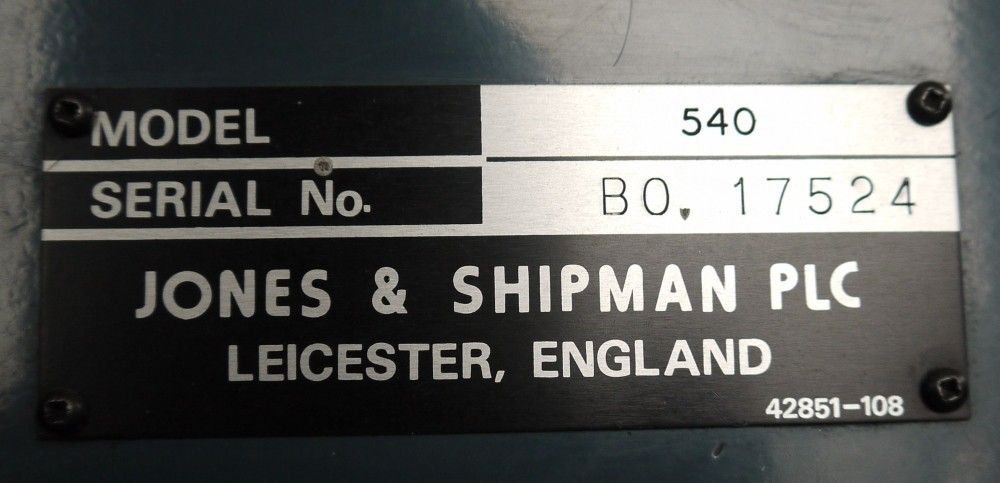 MODEL 540
SERIAL No. BO. 17524
JONES & SHIPMAN PLC
LEICESTER, ENGLAND
42851-108